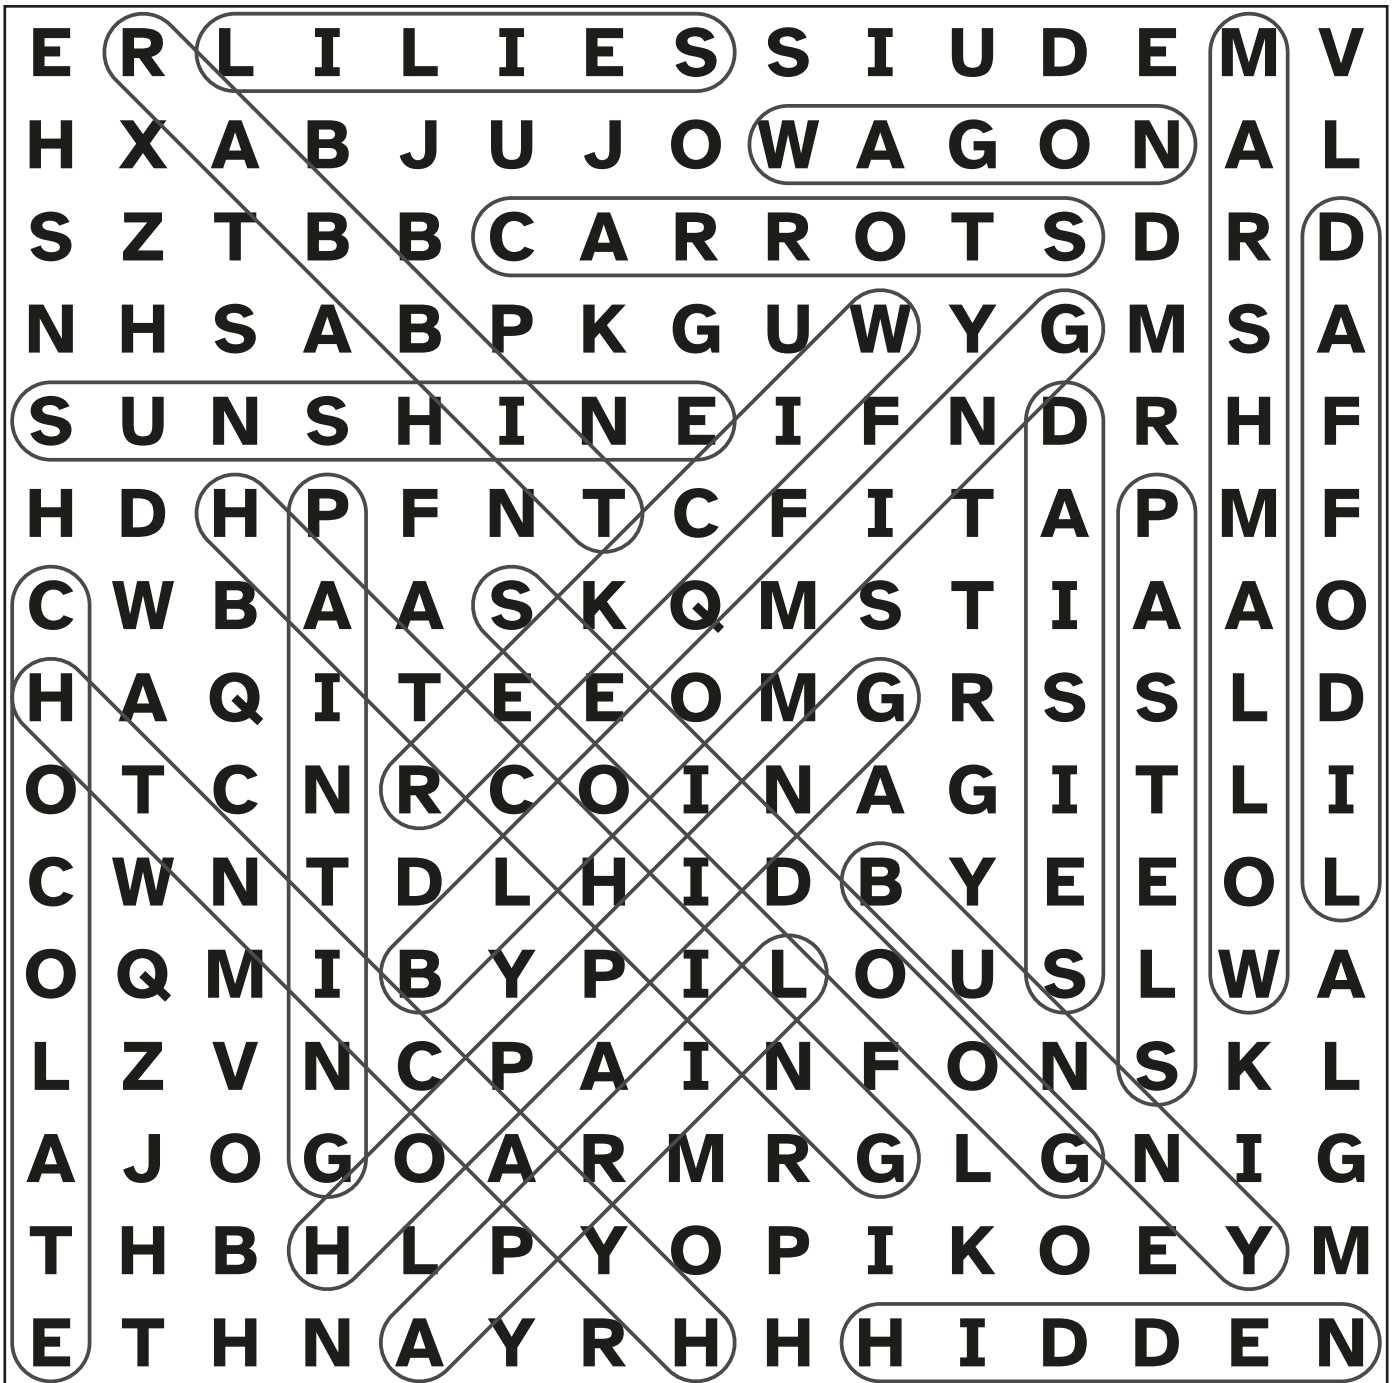 E R L I L I E S S I U D E M V
H X A B J U J O W A G O N A L
S Z T B B C A R R O T S D R D
N H S A B P K G U W Y G M S A
S U N S H I N E I F N D R H F
H D H P F N T C F I T A P M F
C W B A A S K Q M S T I A A O
H A Q I T E E O M G R S S L D
O T C N R C O I N A G I T L I
C W N T D L H I D B Y E E O L
O Q M I B Y P I L O U S L W A
L Z V N C P A I N F O N S K L
A J O G O A R M R G L G N I G
T H B H L P Y O P I K O E Y M
E T H N A Y R H H H I D D E N